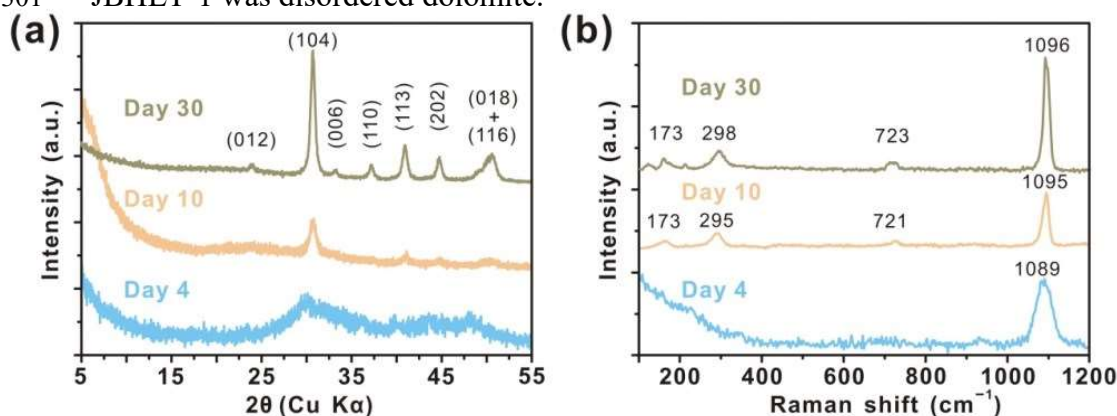 301 JBHET-1 was disordered dolomite.
(a)
(104)
Day 30
(012)
(006)
(110)
(113)
(202)
(018)
+
(116)
Day 10
Day 4
Intensity (a.u.)
5 15 25 35 45 55
2θ (Cu Kα)
(b)
1096
Day 30
173 298 723
1095
Day 10
173 295 721
1089
Day 4
Intensity (a.u.)
200 400 600 800 1000 1200
Raman shift (cm⁻¹)